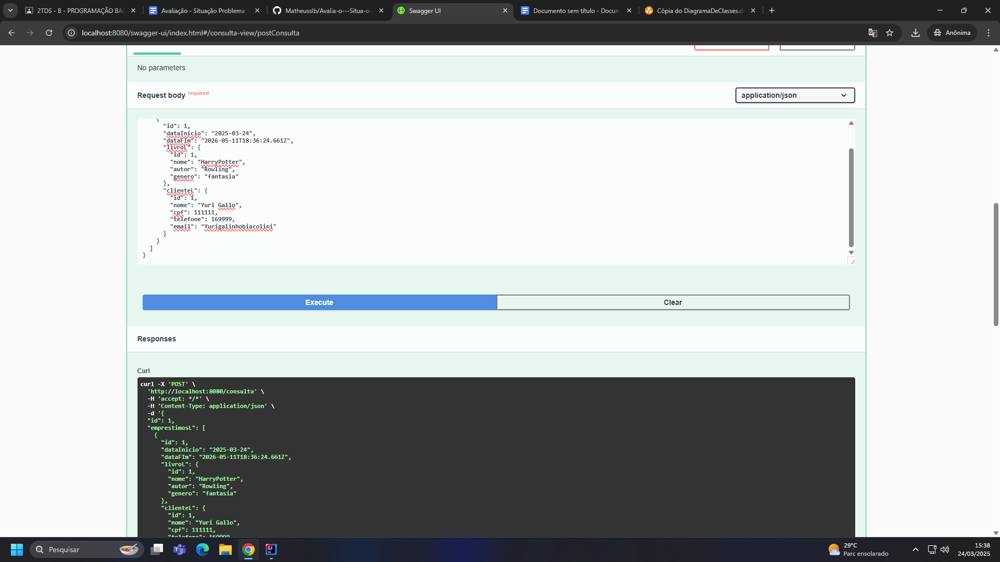 2TDS - B - PROGRAMAÇÃO BAC
Avaliação - Situação Problema
Matheusslb/Avalia-o---Situa-o-
Swagger UI
Documento sem título - Docum
Cópia do DiagramaDeClasses.d
localhost:8080/swagger-ui/index.html#/consulta-view/postConsulta
Anônima
No parameters
Request body required
application/json
{
"id": 1,
"dataInicio": "2025-03-24",
"dataFIm": "2026-05-11T18:36:24.661Z",
"livroL": {
"id": 1,
"nome": "HarryPotter",
"autor": "Rowling",
"genero": "fantasia"
},
"clienteL": {
"id": 1,
"nome": "Yuri Gallo",
"cpf": 111111,
"telefone": 169999,
"email": "Yurigalinhobiacolini"
}
}
]
}
Execute
Clear
Responses
Curl
curl -X 'POST' \
'http://localhost:8080/consulta' \
-H 'accept: */*' \
-H 'Content-Type: application/json' \
-d '{
"id": 1,
"emprestimosL": [
{
"id": 1,
"dataInicio": "2025-03-24",
"dataFIm": "2026-05-11T18:36:24.661Z",
"livroL": {
"id": 1,
"nome": "HarryPotter",
"autor": "Rowling",
"genero": "fantasia"
},
"clienteL": {
"id": 1,
"nome": "Yuri Gallo",
"cpf": 111111,
"telefone": 169999,
Pesquisar
29°C
Parc ensolarado
15:38
24/03/2025